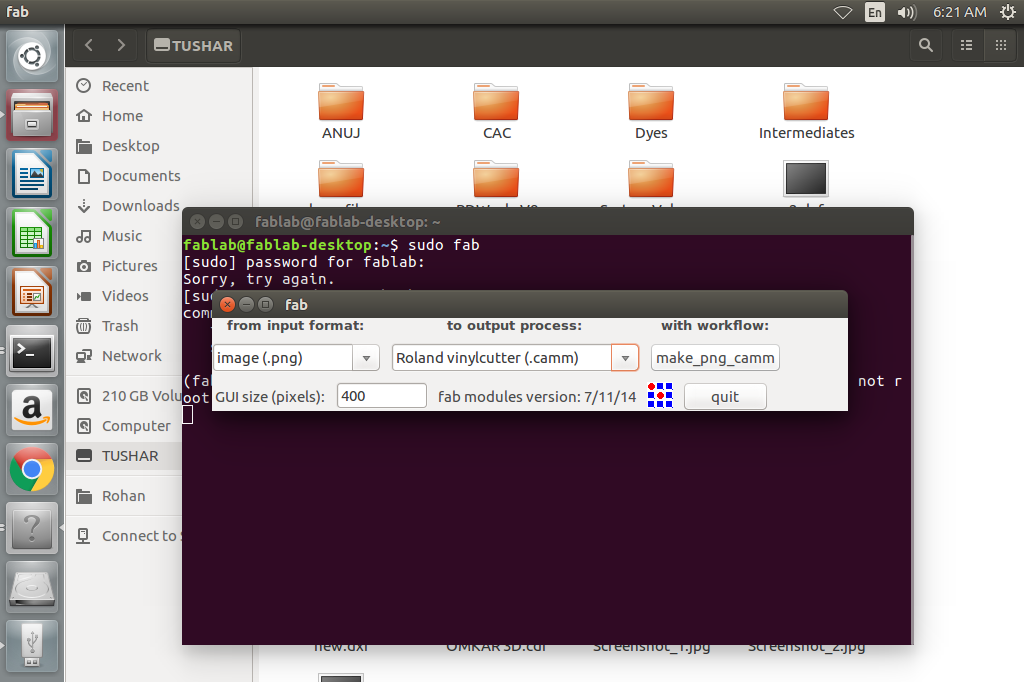 fab
En
6:21 AM
TUSHAR
Recent
Home
Desktop
Documents
Downloads
Music
Pictures
Videos
Trash
Network
210 GB Volu
Computer
TUSHAR
Rohan
Connect to
ANUJ CAC Dyes Intermediates
fablab@fablab-desktop: ~
fablab@fablab-desktop:~$ sudo fab
[sudo] password for fablab:
Sorry, try again.
[sud
com
(fab
not r
oot
fab
from input format: to output process: with workflow:
image (.png) Roland vinylcutter (.camm) make_png_camm
GUI size (pixels): 400 fab modules version: 7/11/14 quit
new.dxf OMKAR 3D.cdr Screenshot_1.jpg Screenshot_2.jpg